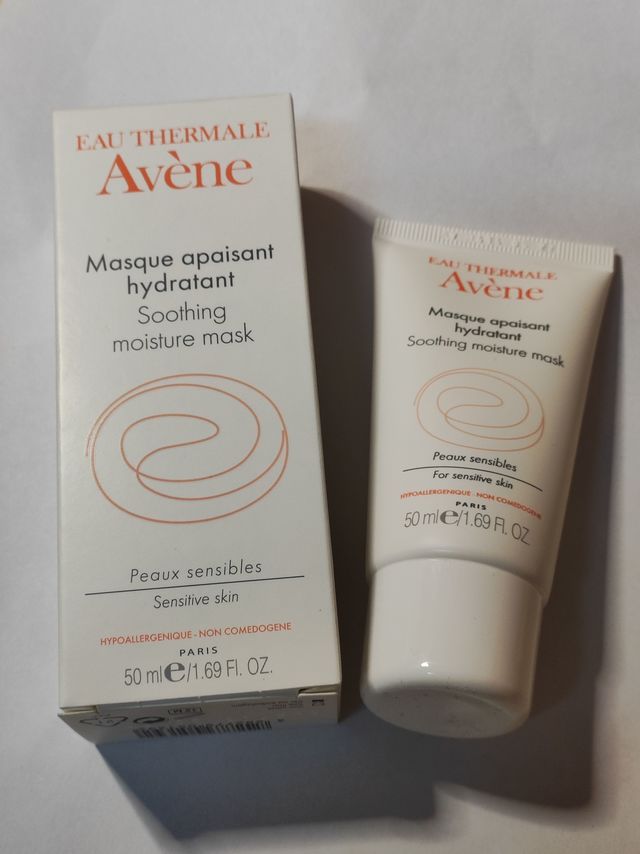 EAU THERMALE
Avène
Masque apaisant
hydratant
Soothing
moisture mask
Peaux sensibles
Sensitive skin
HYPOALLERGENIQUE - NON COMEDOGENE
PARIS
50 ml e/1.69 Fl. OZ.
EAU THERMALE
Avène
Masque apaisant
hydratant
Soothing moisture mask
Peaux sensibles
For sensitive skin
HYPOALLERGENIQUE - NON COMEDOGENE
PARIS
50 ml e/1.69 Fl. OZ.